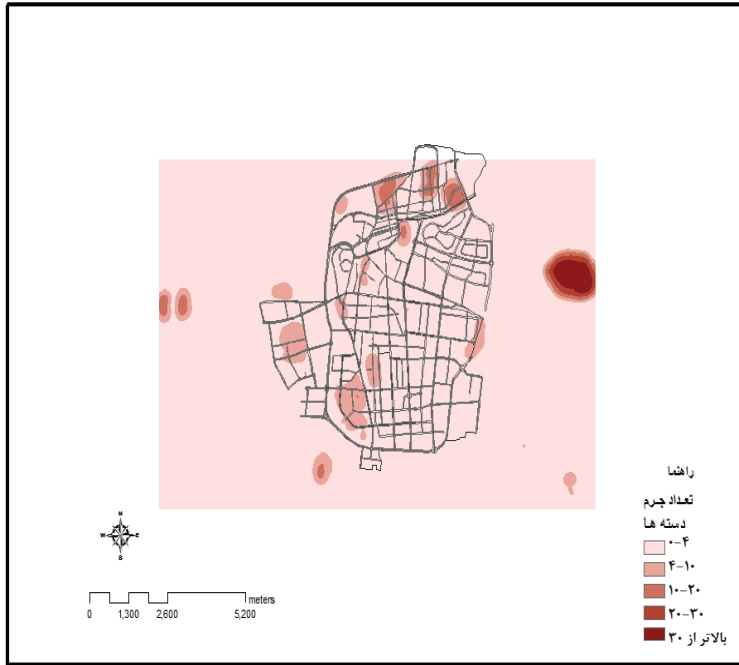 راهنما
تعداد جرم
دسته ها
۰-۴
۴-۱۰
۱۰-۲۰
۲۰-۳۰
بالاتر از ۳۰
N
W E
S
meters
0 1,300 2,600 5,200